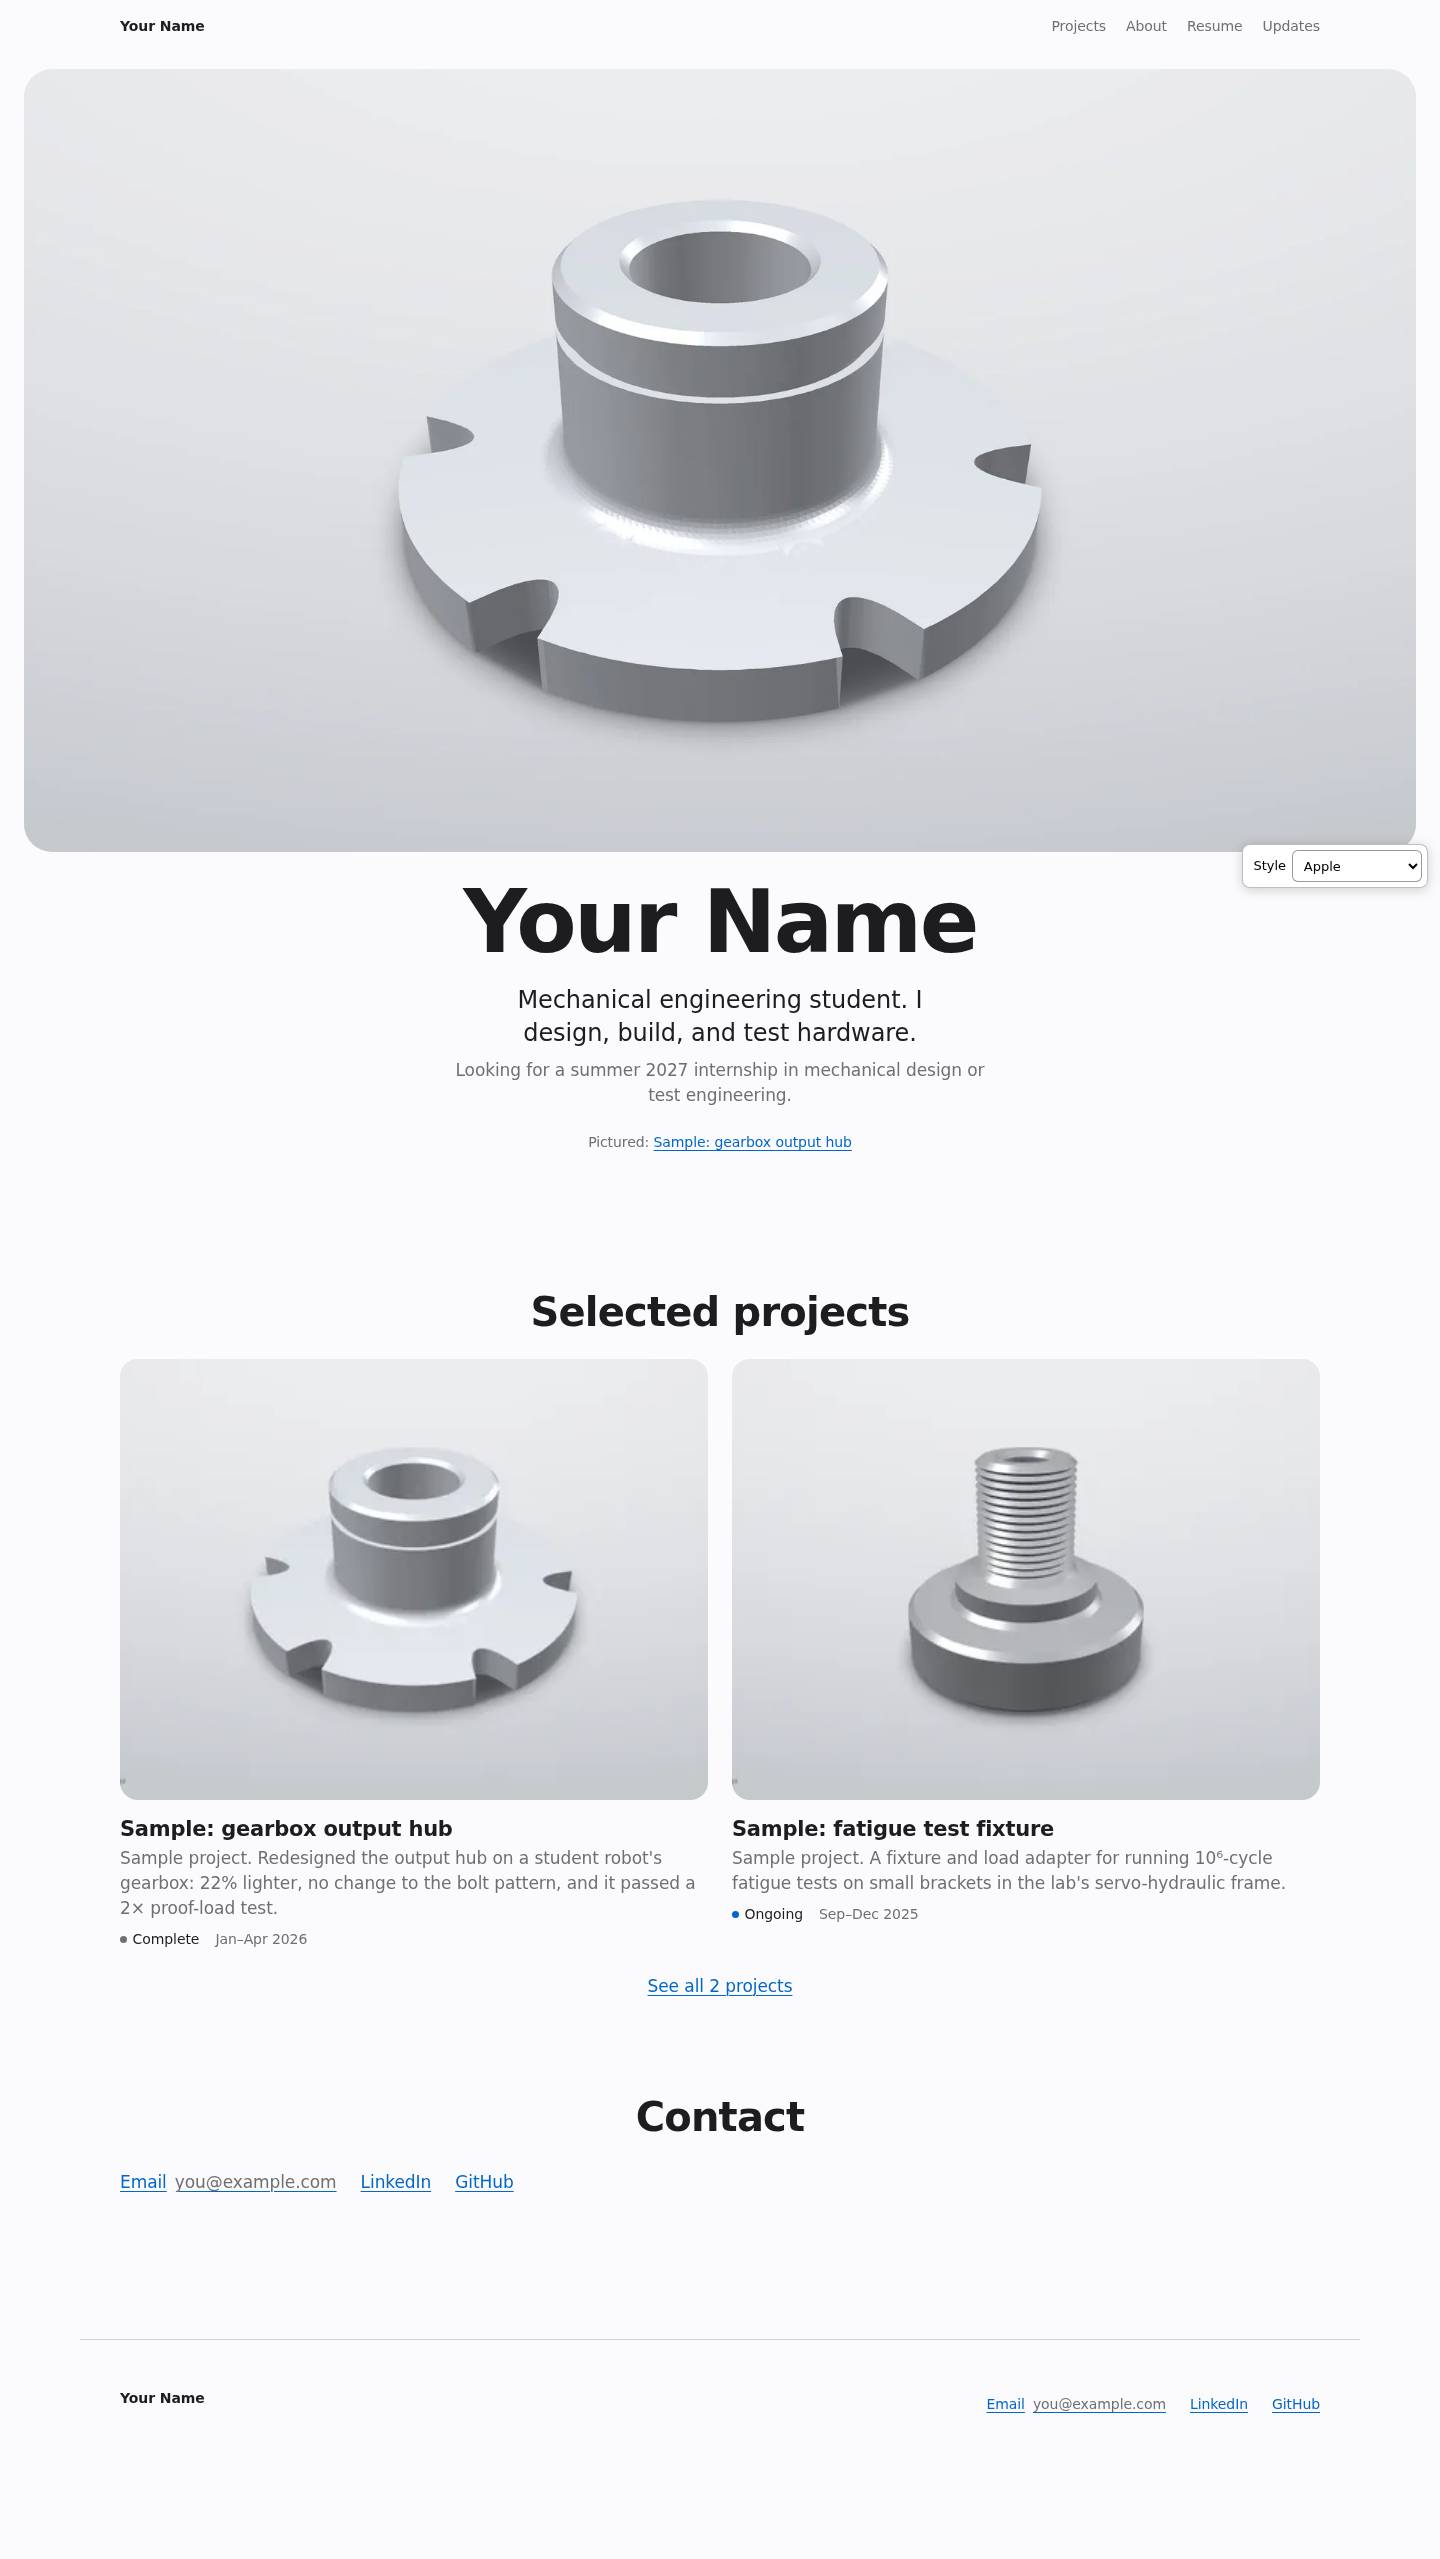 Your Name
Projects About Resume Updates
Style Apple
Your Name
Mechanical engineering student. I
design, build, and test hardware.
Looking for a summer 2027 internship in mechanical design or
test engineering.
Pictured: Sample: gearbox output hub
Selected projects
Sample: gearbox output hub
Sample project. Redesigned the output hub on a student robot's
gearbox: 22% lighter, no change to the bolt pattern, and it passed a
2× proof-load test.
Complete Jan–Apr 2026
Sample: fatigue test fixture
Sample project. A fixture and load adapter for running 10⁶-cycle
fatigue tests on small brackets in the lab's servo-hydraulic frame.
Ongoing Sep–Dec 2025
See all 2 projects
Contact
Email you@example.com LinkedIn GitHub
Your Name
Email you@example.com LinkedIn GitHub